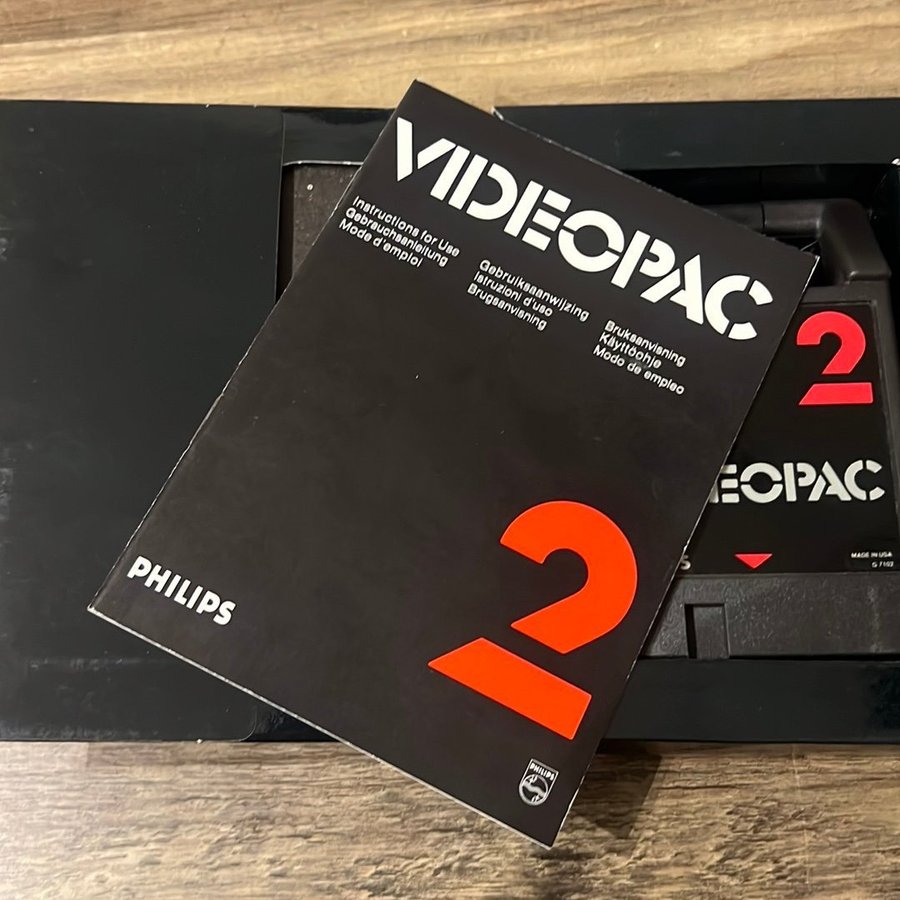 VIDEOPAC
Instructions for Use
Gebrauchsanleitung
Mode d'emploi
Gebruiksaanwijzing
Istruzioni d'uso
Brugsanvisning
Bruksanvisning
Käyttöohje
Modo de empleo
PHILIPS
2
PHILIPS
2
EOPAC
S
MADE IN USA
G 7102